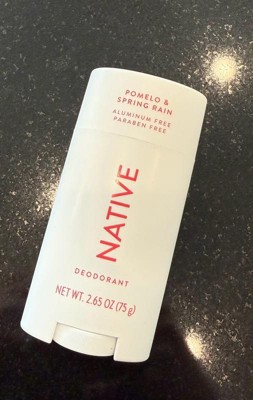 POMELO &
SPRING RAIN
ALUMINUM FREE
PARABEN FREE
NATIVE
DEODORANT
NET WT. 2.65 OZ (75 g)